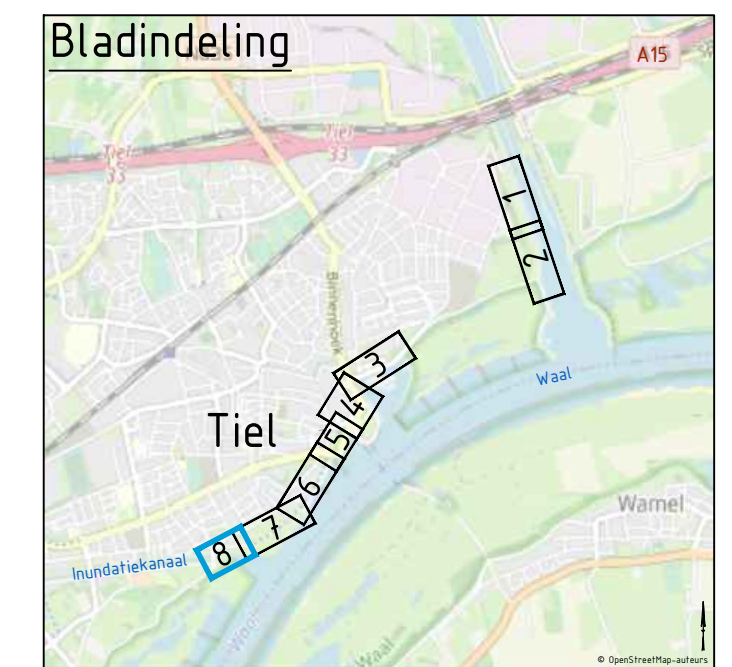 Bladindeling
A15
Tiel
33
Tiel
33
1
2
Binnenhoek
3
Waal
4
Tiel
5
6
Wamel
7
8
Inundatiekanaal
Waal
Waal
© OpenStreetMap-auteurs